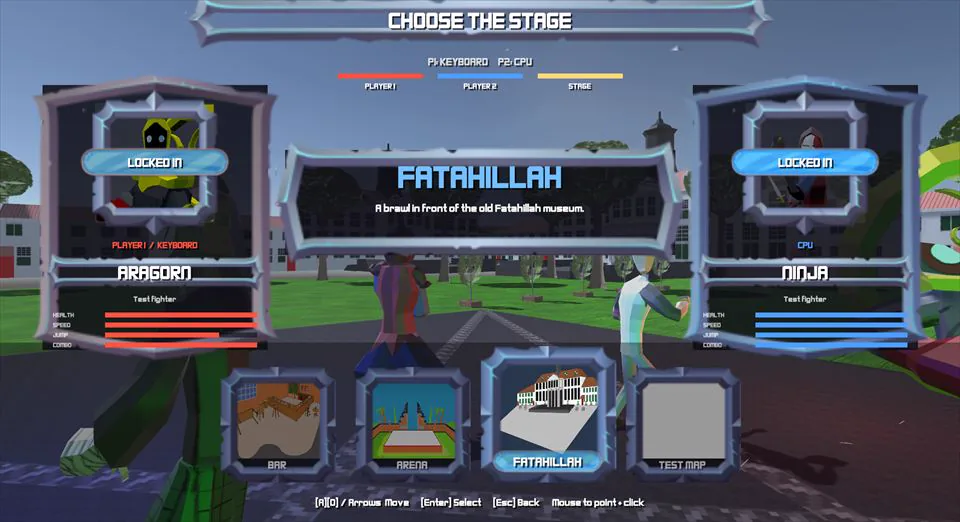 CHOOSE THE STAGE
P1: KEYBOARD P2: CPU
PLAYER 1 PLAYER 2 STAGE
LOCKED IN
PLAYER 1 / KEYBOARD
ARAGORN
Test fighter
HEALTH
SPEED
JUMP
COMBO
FATAHILLAH
A brawl in front of the old Fatahillah museum.
LOCKED IN
CPU
NINJA
Test fighter
HEALTH
SPEED
JUMP
COMBO
BAR
ARENA
FATAHILLAH
TEST MAP
[A][D] / Arrows Move [Enter] Select [Esc] Back Mouse to point + click